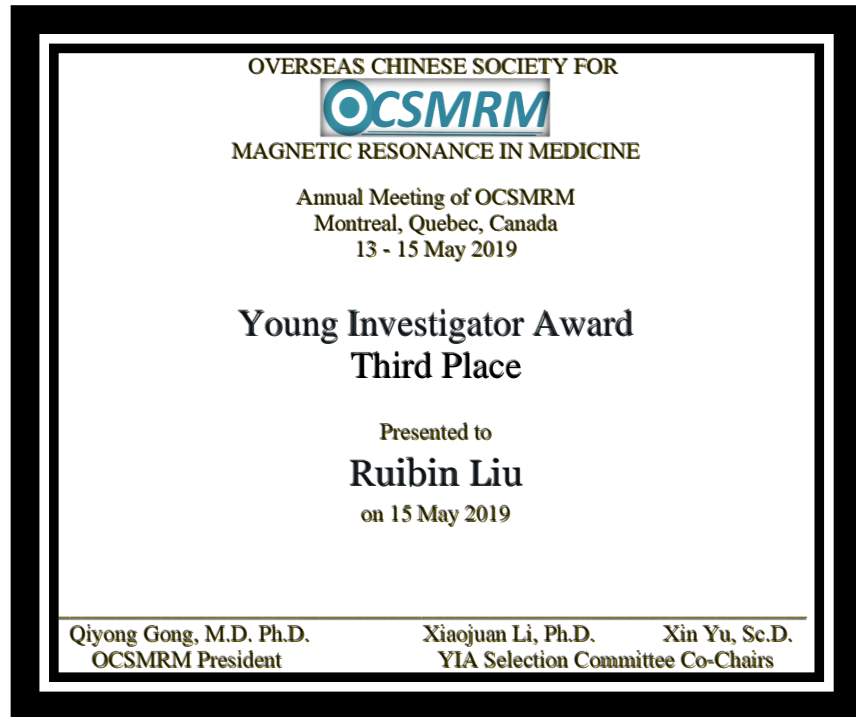 OVERSEAS CHINESE SOCIETY FOR
OCSMRM
MAGNETIC RESONANCE IN MEDICINE
Annual Meeting of OCSMRM
Montreal, Quebec, Canada
13 - 15 May 2019
Young Investigator Award
Third Place
Presented to
Ruibin Liu
on 15 May 2019
Qiyong Gong, M.D. Ph.D. Xiaojuan Li, Ph.D. Xin Yu, Sc.D.
OCSMRM President YIA Selection Committee Co-Chairs